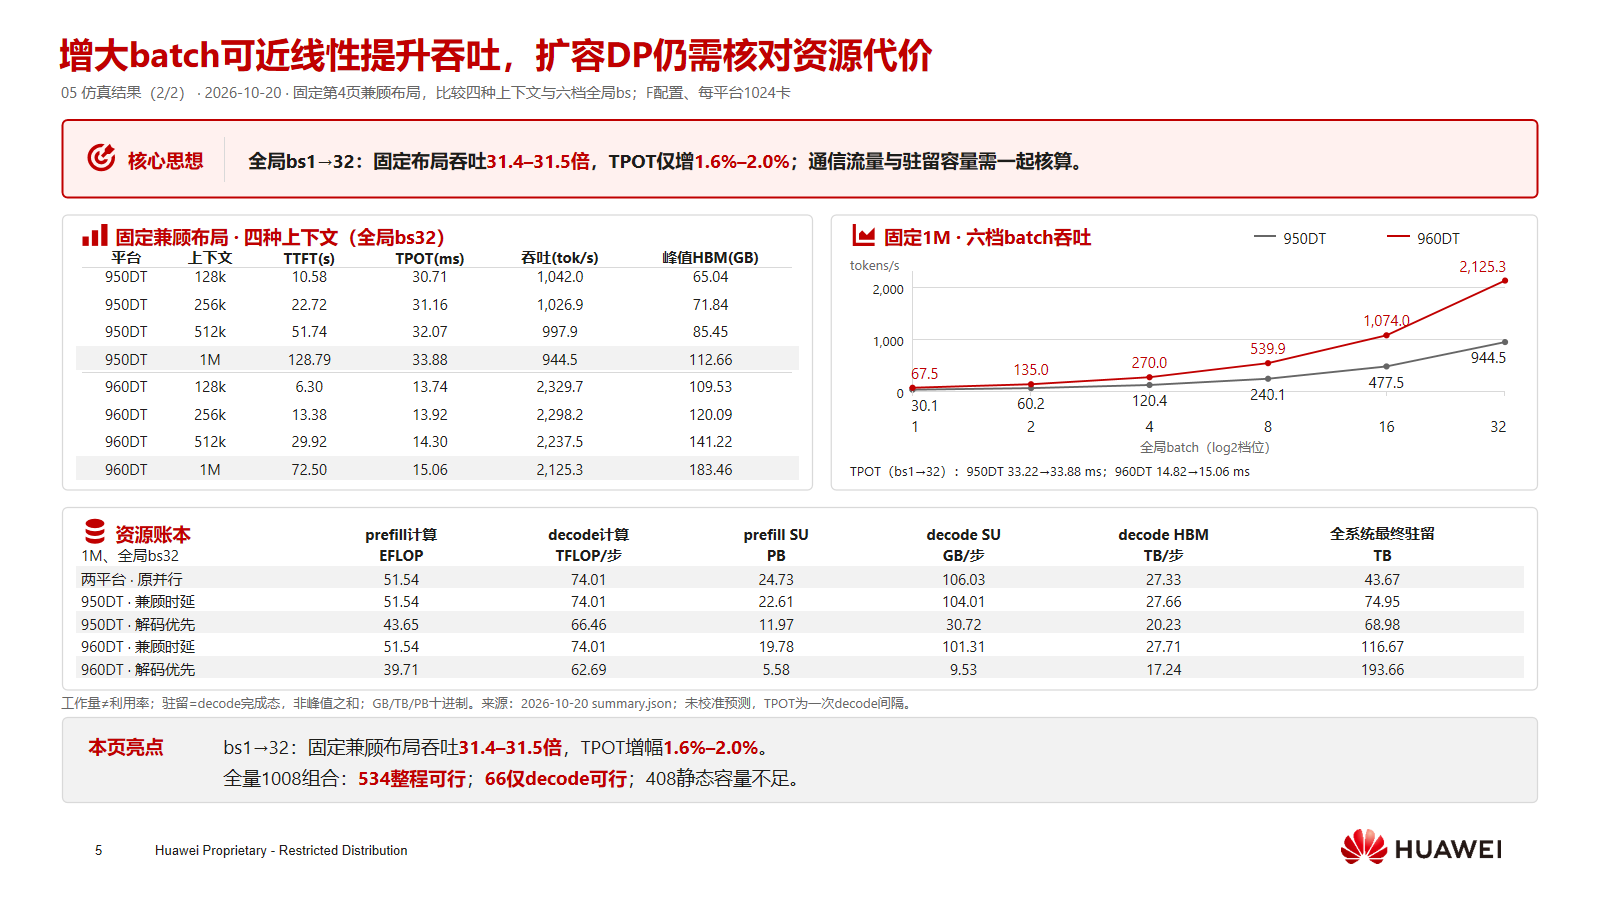 增大batch可近线性提升吞吐，扩容DP仍需核对资源代价
05 仿真结果（2/2） · 2026-10-20 · 固定第4页兼顾布局，比较四种上下文与六档全局bs；F配置、每平台1024卡
核心思想 全局bs1→32：固定布局吞吐31.4–31.5倍，TPOT仅增1.6%–2.0%；通信流量与驻留容量需一起核算。
固定兼顾布局 · 四种上下文（全局bs32）
平台 上下文 TTFT(s) TPOT(ms) 吞吐(tok/s) 峰值HBM(GB)
950DT 128k 10.58 30.71 1,042.0 65.04
950DT 256k 22.72 31.16 1,026.9 71.84
950DT 512k 51.74 32.07 997.9 85.45
950DT 1M 128.79 33.88 944.5 112.66
960DT 128k 6.30 13.74 2,329.7 109.53
960DT 256k 13.38 13.92 2,298.2 120.09
960DT 512k 29.92 14.30 2,237.5 141.22
960DT 1M 72.50 15.06 2,125.3 183.46
固定1M · 六档batch吞吐
950DT 960DT
tokens/s
2,000
1,000
0
67.5 135.0 270.0 539.9 1,074.0 2,125.3
30.1 60.2 120.4 240.1 477.5 944.5
1 2 4 8 16 32
全局batch（log2档位）
TPOT（bs1→32）：950DT 33.22→33.88 ms；960DT 14.82→15.06 ms
资源账本 prefill计算 decode计算 prefill SU decode SU decode HBM 全系统最终驻留
1M、全局bs32 EFLOP TFLOP/步 PB GB/步 TB/步 TB
两平台 · 原并行 51.54 74.01 24.73 106.03 27.33 43.67
950DT · 兼顾时延 51.54 74.01 22.61 104.01 27.66 74.95
950DT · 解码优先 43.65 66.46 11.97 30.72 20.23 68.98
960DT · 兼顾时延 51.54 74.01 19.78 101.31 27.71 116.67
960DT · 解码优先 39.71 62.69 5.58 9.53 17.24 193.66
工作量≠利用率；驻留=decode完成态，非峰值之和；GB/TB/PB十进制。来源：2026-10-20 summary.json；未校准预测，TPOT为一次decode间隔。
本页亮点 bs1→32：固定兼顾布局吞吐31.4–31.5倍，TPOT增幅1.6%–2.0%。
全量1008组合：534整程可行；66仅decode可行；408静态容量不足。
5 Huawei Proprietary - Restricted Distribution
HUAWEI